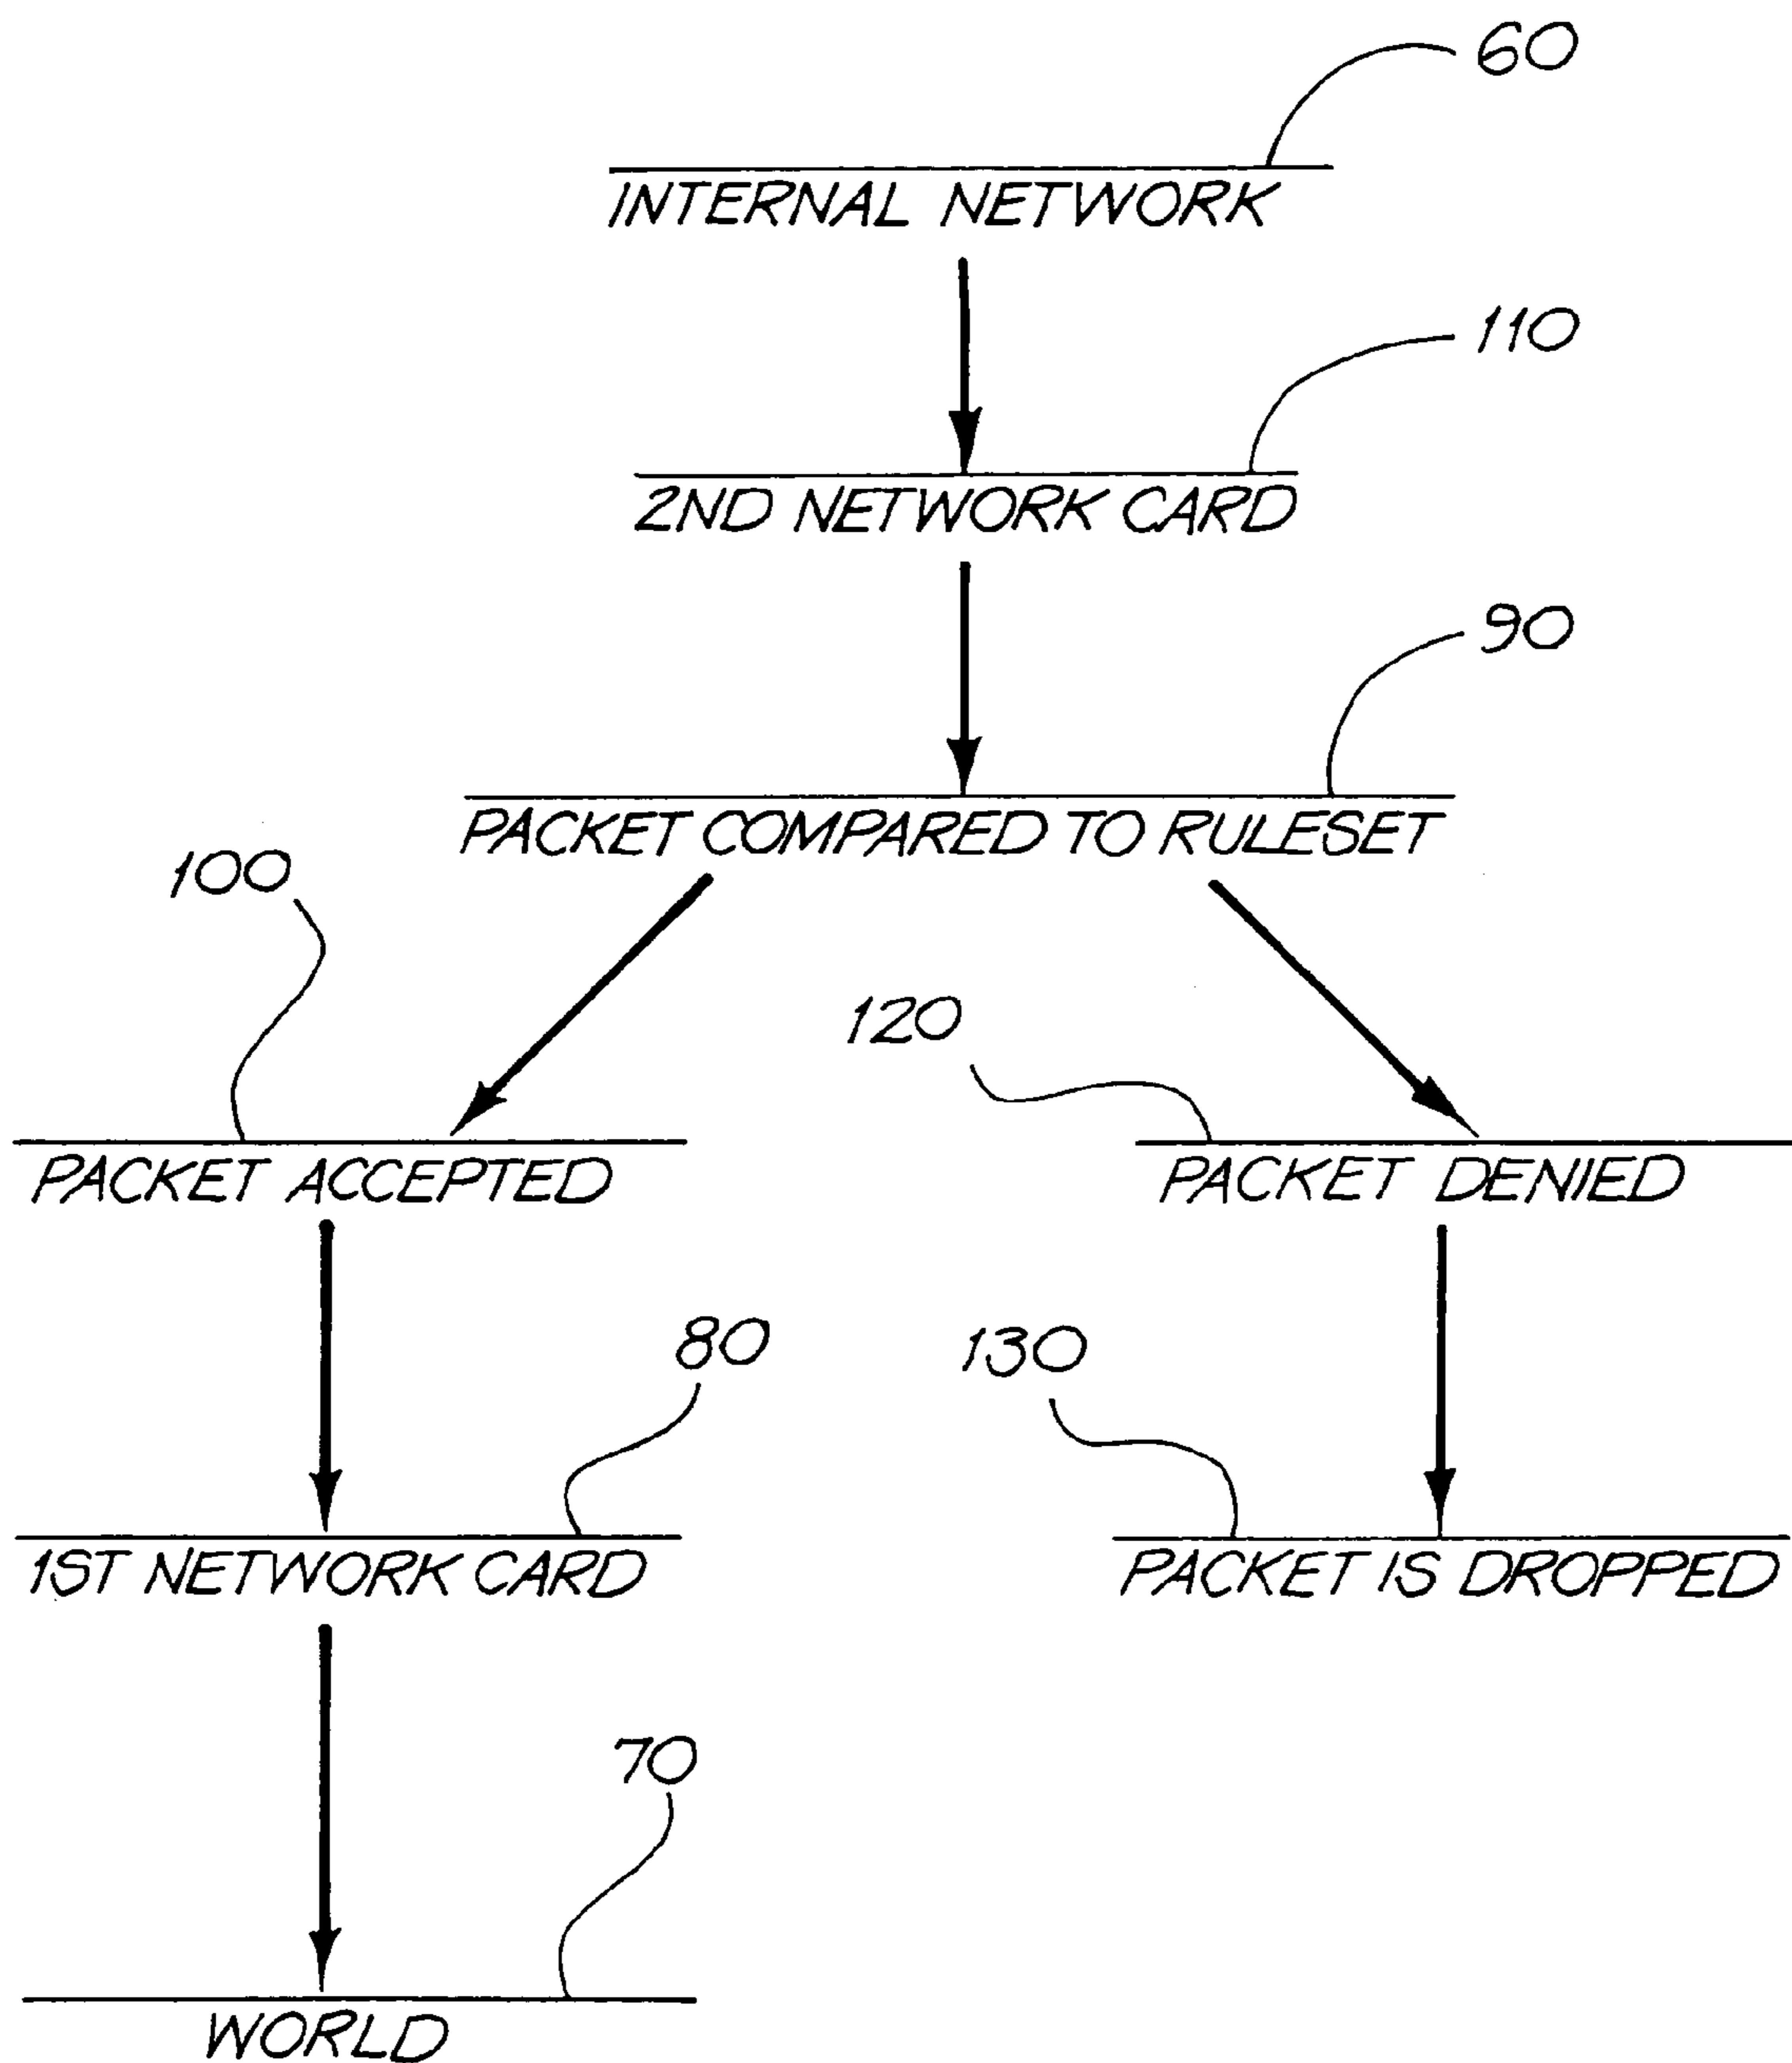 60
INTERNAL NETWORK
110
2ND NETWORK CARD
90
PACKET COMPARED TO RULESET
100
120
PACKET ACCEPTED
PACKET DENIED
80
130
1ST NETWORK CARD
PACKET IS DROPPED
70
WORLD